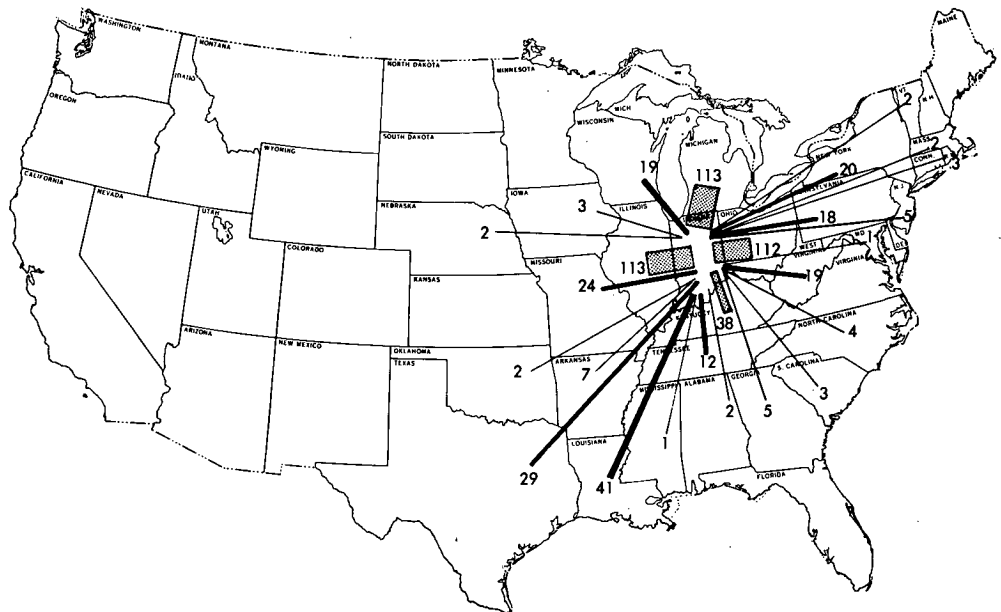 WASHINGTON
MAINE
MONTANA
NORTH DAKOTA
MINNESOTA
IDAHO
VT.
N.H.
2
OREGON
WISCONSIN
MICH
SOUTH DAKOTA
MICHIGAN
NEW YORK
MASS
2
CONN.
3
WYOMING
19
113
20
CALIFORNIA
NEVADA
IOWA
N.J.
NEBRASKA
3
ILLINOIS
OHIO
18
5
UTAH
2
MD
1
DE
COLORADO
WEST
VIRGINIA
112
VIRGINIA
MISSOURI
113
KANSAS
24
19
KENTUCKY
38
NORTH CAROLINA
4
ARIZONA
NEW MEXICO
OKLAHOMA
TEXAS
ARKANSAS
TENNESSEE
12
2
7
MISSISSIPPI
ALABAMA
GEORGIA
S. CAROLINA
3
1
2
5
LOUISIANA
29
41
FLORIDA